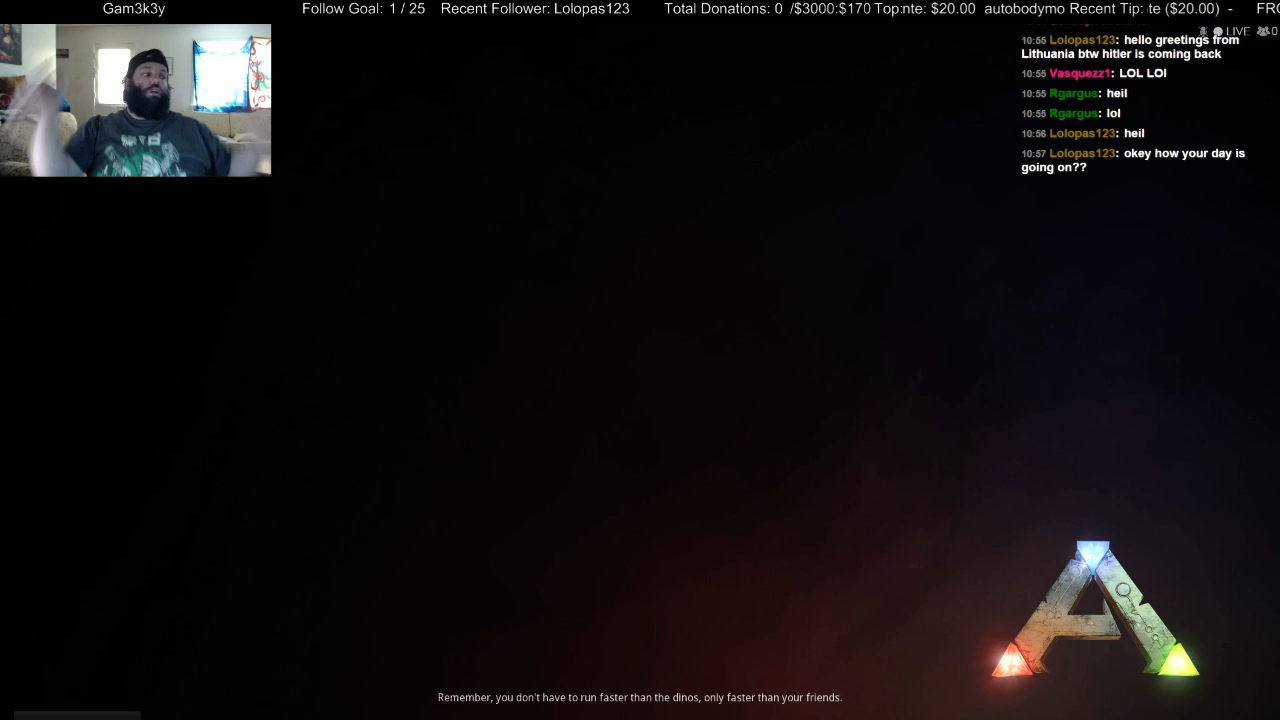 Gam3k3y Follow Goal: 1 / 25 Recent Follower: Lolopas123 Total Donations: 0 /$3000:$170 Top:nte: $20.00 autobodymo Recent Tip: ite ($20.00) - FRO
LIVE 0
10:55 Lolopas123: hello greetings from
Lithuania btw hitler is coming back
10:55 Vasquezz1: LOL LOl
10:55 Rgargus: heil
10:55 Rgargus: lol
10:56 Lolopas123: heil
10:57 Lolopas123: okey how your day is
going on??
Remember, you don't have to run faster than the dinos, only faster than your friends.